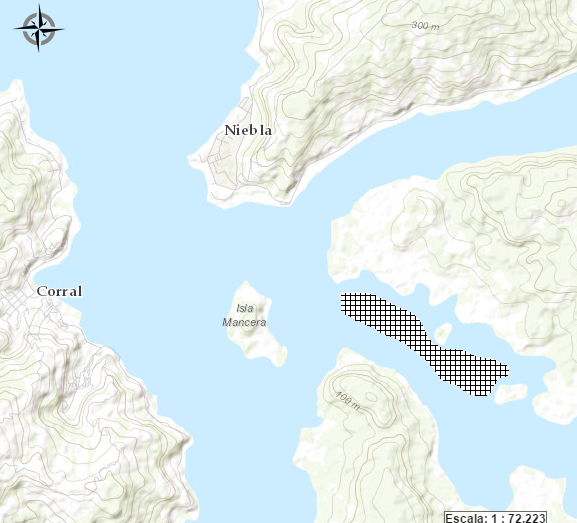 300 m
Niebla
Corral
Isla
Mancera
100 m
Escala: 1 : 72.223